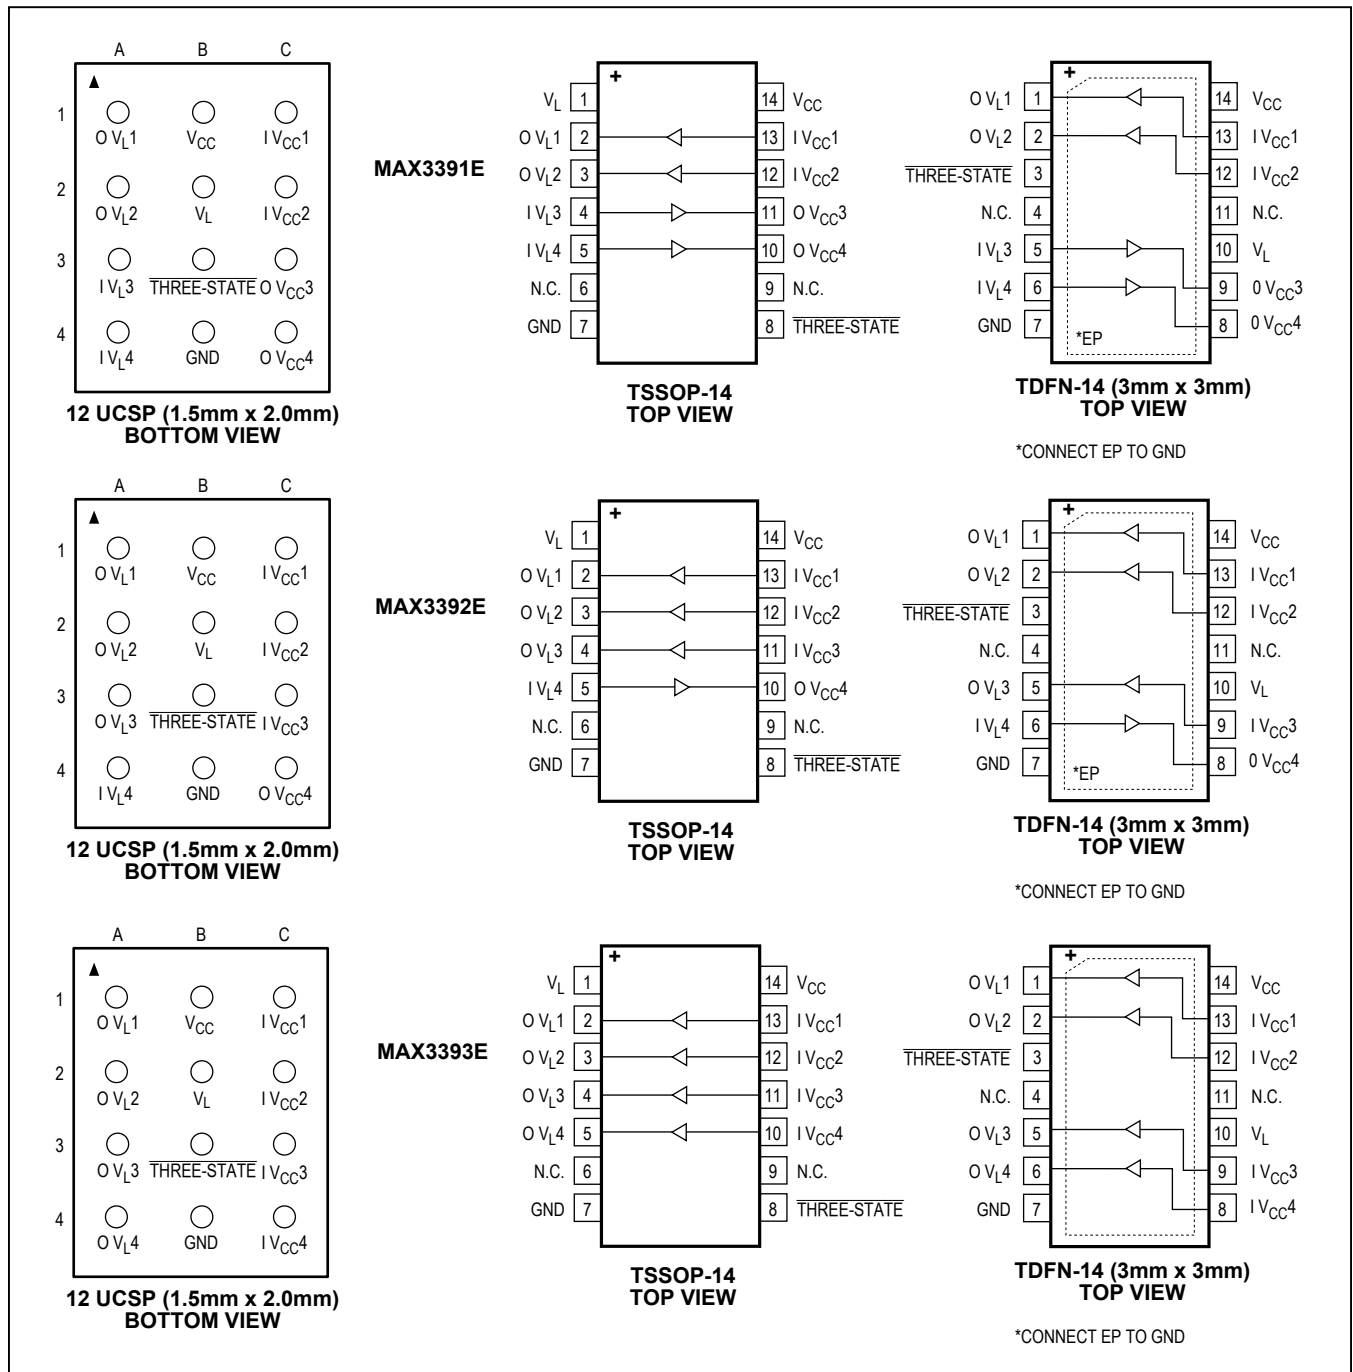 A B C
1 2 3 4
O VL1 VCC I VCC1
O VL2 VL I VCC2
I VL3 THREE-STATE O VCC3
I VL4 GND O VCC4
12 UCSP (1.5mm x 2.0mm)
BOTTOM VIEW
MAX3391E
+
VL 1 14 VCC
O VL1 2 13 I VCC1
O VL2 3 12 I VCC2
I VL3 4 11 O VCC3
I VL4 5 10 O VCC4
N.C. 6 9 N.C.
GND 7 8 THREE-STATE
TSSOP-14
TOP VIEW
+
O VL1 1 14 VCC
O VL2 2 13 I VCC1
THREE-STATE 3 12 I VCC2
N.C. 4 11 N.C.
I VL3 5 10 VL
I VL4 6 9 0 VCC3
GND 7 *EP 8 0 VCC4
TDFN-14 (3mm x 3mm)
TOP VIEW
*CONNECT EP TO GND
A B C
1 2 3 4
O VL1 VCC I VCC1
O VL2 VL I VCC2
O VL3 THREE-STATE I VCC3
I VL4 GND O VCC4
12 UCSP (1.5mm x 2.0mm)
BOTTOM VIEW
MAX3392E
+
VL 1 14 VCC
O VL1 2 13 I VCC1
O VL2 3 12 I VCC2
O VL3 4 11 I VCC3
I VL4 5 10 O VCC4
N.C. 6 9 N.C.
GND 7 8 THREE-STATE
TSSOP-14
TOP VIEW
+
O VL1 1 14 VCC
O VL2 2 13 I VCC1
THREE-STATE 3 12 I VCC2
N.C. 4 11 N.C.
O VL3 5 10 VL
I VL4 6 9 I VCC3
GND 7 *EP 8 0 VCC4
TDFN-14 (3mm x 3mm)
TOP VIEW
*CONNECT EP TO GND
A B C
1 2 3 4
O VL1 VCC I VCC1
O VL2 VL I VCC2
O VL3 THREE-STATE I VCC3
O VL4 GND I VCC4
12 UCSP (1.5mm x 2.0mm)
BOTTOM VIEW
MAX3393E
+
VL 1 14 VCC
O VL1 2 13 I VCC1
O VL2 3 12 I VCC2
O VL3 4 11 I VCC3
O VL4 5 10 I VCC4
N.C. 6 9 N.C.
GND 7 8 THREE-STATE
TSSOP-14
TOP VIEW
+
O VL1 1 14 VCC
O VL2 2 13 I VCC1
THREE-STATE 3 12 I VCC2
N.C. 4 11 N.C.
O VL3 5 10 VL
O VL4 6 9 I VCC3
GND 7 8 I VCC4
TDFN-14 (3mm x 3mm)
TOP VIEW
*CONNECT EP TO GND